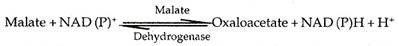 Malate
Malate + NAD (P)⁺ ⇌ Oxaloacetate + NAD (P)H + H⁺
Dehydrogenase